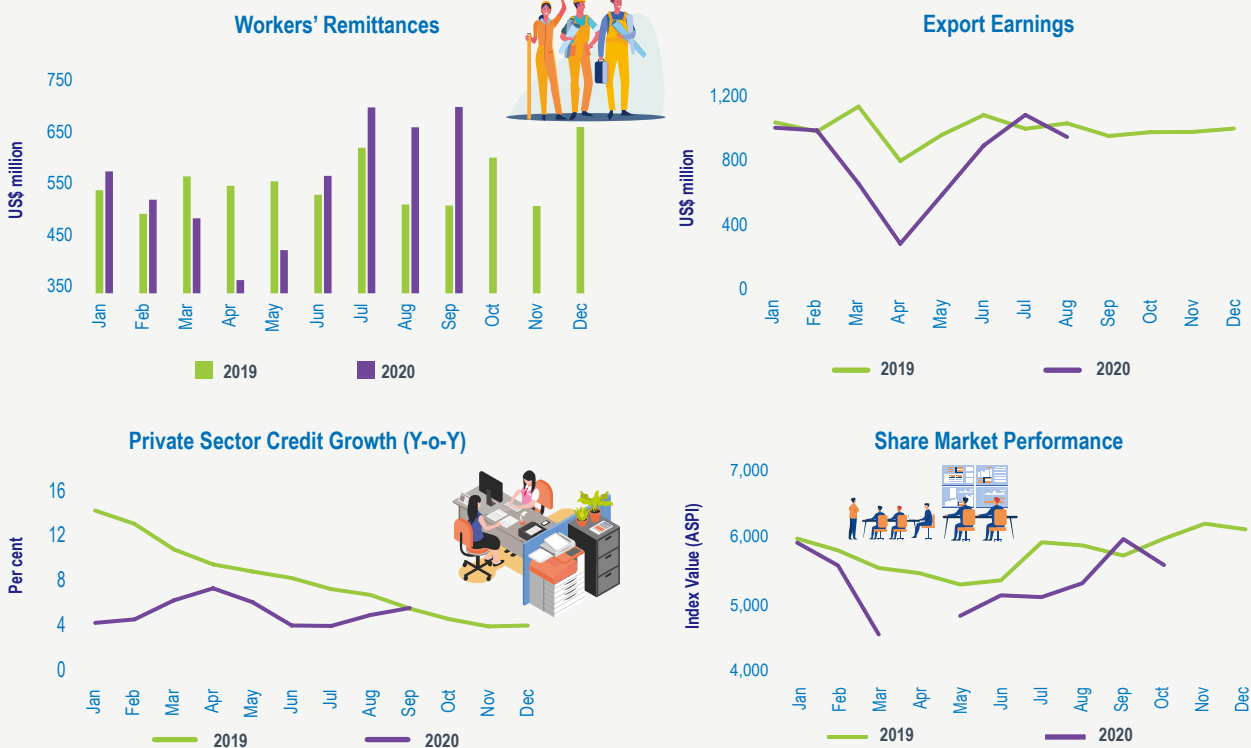 Workers’ Remittances
US$ million
750
650
550
450
350
Jan
Feb
Mar
Apr
May
Jun
Jul
Aug
Sep
Oct
Nov
Dec
2019
2020
Export Earnings
US$ million
1,200
800
400
0
Jan
Feb
Mar
Apr
May
Jun
Jul
Aug
Sep
Oct
Nov
Dec
2019
2020
Private Sector Credit Growth (Y-o-Y)
Per cent
16
12
8
4
0
Jan
Feb
Mar
Apr
May
Jun
Jul
Aug
Sep
Oct
Nov
Dec
2019
2020
Share Market Performance
Index Value (ASPI)
7,000
6,000
5,000
4,000
Jan
Feb
Mar
Apr
May
Jun
Jul
Aug
Sep
Oct
Nov
Dec
2019
2020